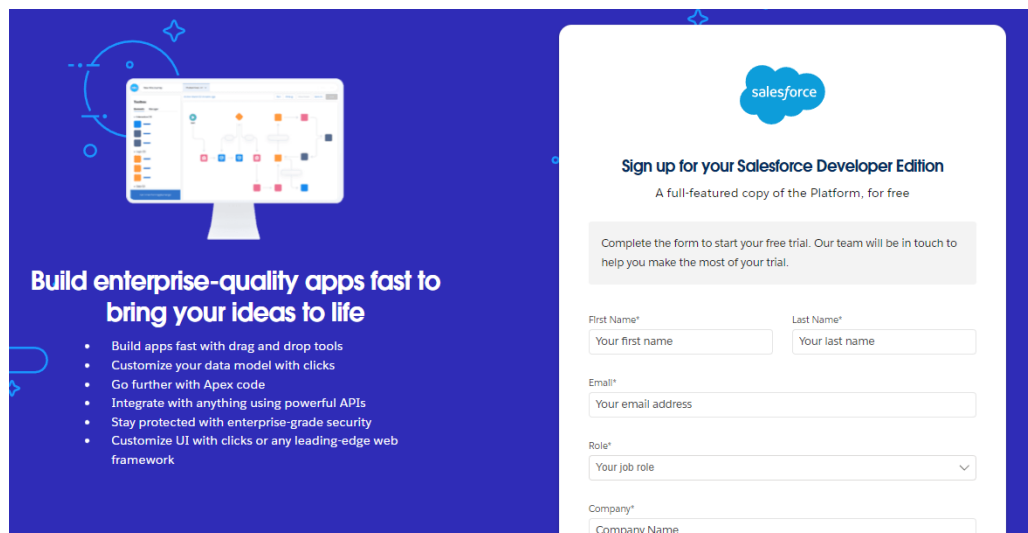 Build enterprise-quality apps fast to
bring your ideas to life
• Build apps fast with drag and drop tools
• Customize your data model with clicks
• Go further with Apex code
• Integrate with anything using powerful APIs
• Stay protected with enterprise-grade security
• Customize UI with clicks or any leading-edge web
framework
salesforce
Sign up for your Salesforce Developer Edition
A full-featured copy of the Platform, for free
Complete the form to start your free trial. Our team will be in touch to
help you make the most of your trial.
First Name* Last Name*
Your first name Your last name
Email*
Your email address
Role*
Your job role
Company*
Company Name